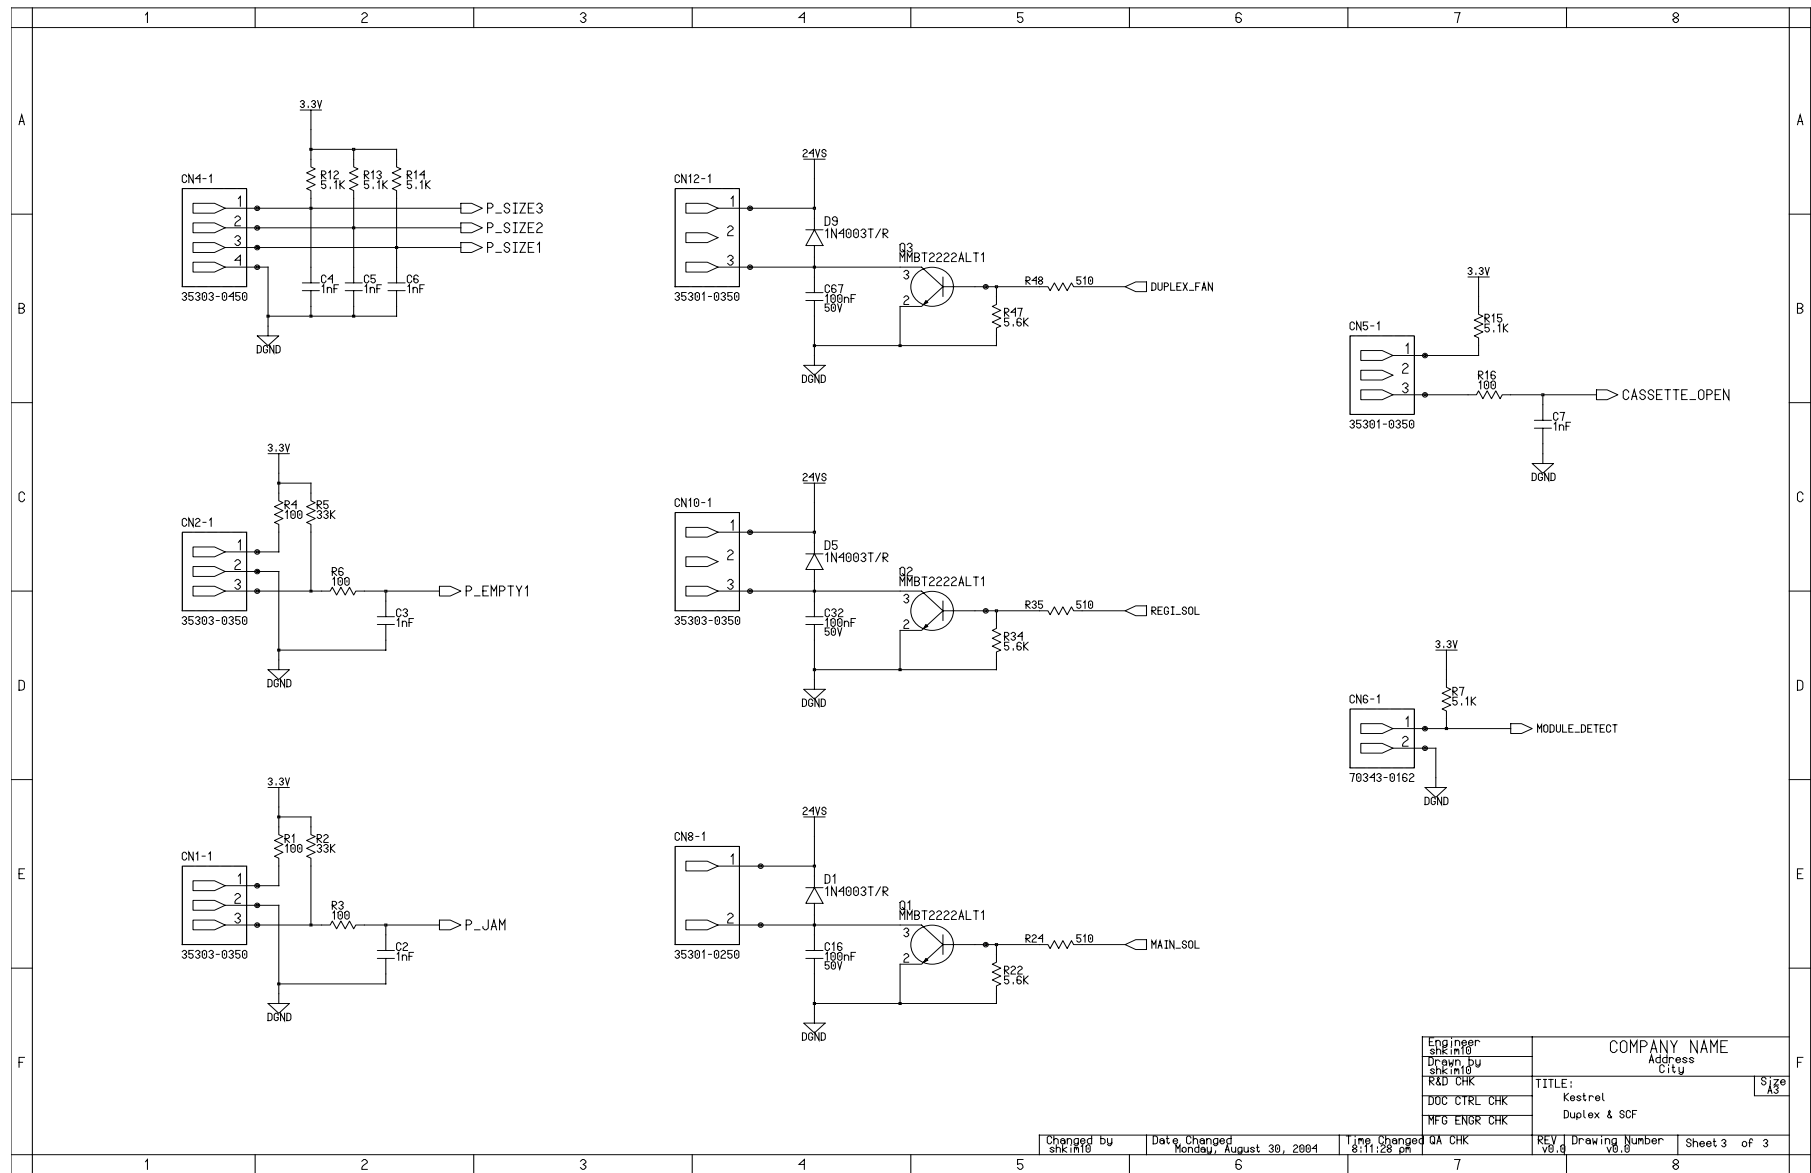 1 2 3 4 5 6 7 8
A A
B B
C C
D D
E E
F F
3.3V
R12
5.1K
R13
5.1K
R14
5.1K
CN4-1
1
2
3
4
P_SIZE3
P_SIZE2
P_SIZE1
C4
1nF
C5
1nF
C6
1nF
35303-0450
DGND
24VS
CN12-1
1
2
3
D9
1N4003T/R
Q3
MMBT2222ALT1
3
2
C67
100nF
50V
R48 510
DUPLEX_FAN
R47
5.6K
35301-0350
DGND
3.3V
R15
5.1K
CN5-1
1
2
3
R16
100
CASSETTE_OPEN
C7
1nF
35301-0350
DGND
3.3V
R4
100
R5
33K
CN2-1
1
2
3
R6
100
P_EMPTY1
C3
1nF
35303-0350
DGND
24VS
CN10-1
1
2
3
D5
1N4003T/R
Q2
MMBT2222ALT1
3
2
C32
100nF
50V
R35 510
REGI_SOL
R34
5.6K
35303-0350
DGND
3.3V
R7
5.1K
CN6-1
1
2
MODULE_DETECT
70343-0162
DGND
3.3V
R1
100
R2
33K
CN1-1
1
2
3
R3
100
P_JAM
C2
1nF
35303-0350
DGND
24VS
CN8-1
1
2
D1
1N4003T/R
Q1
MMBT2222ALT1
3
2
C16
100nF
50V
R24 510
MAIN_SOL
R22
5.6K
35301-0250
DGND
Engineer
shkim10
Drawn by
shkim10
R&D CHK
DOC CTRL CHK
MFG ENGR CHK
QA CHK
COMPANY NAME
Address
City
TITLE:
Kestrel
Duplex & SCF
Size
A3
Changed by
shkim10
Date Changed
Monday, August 30, 2004
Time Changed
8:11:28 pm
REV
v0.0
Drawing Number
v0.0
Sheet 3 of 3
1 2 3 4 5 6 7 8